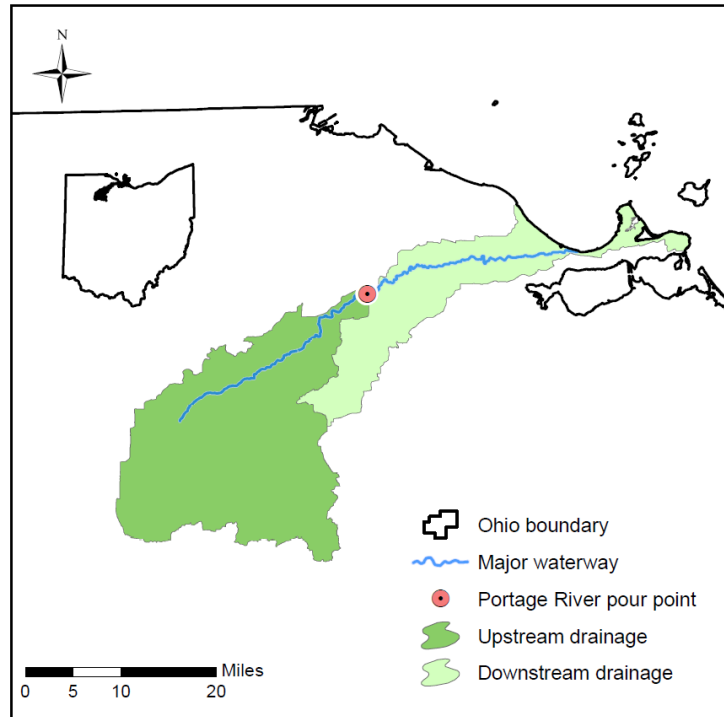 N
Ohio boundary
Major waterway
Portage River pour point
Upstream drainage
Downstream drainage
Miles
0 5 10 20